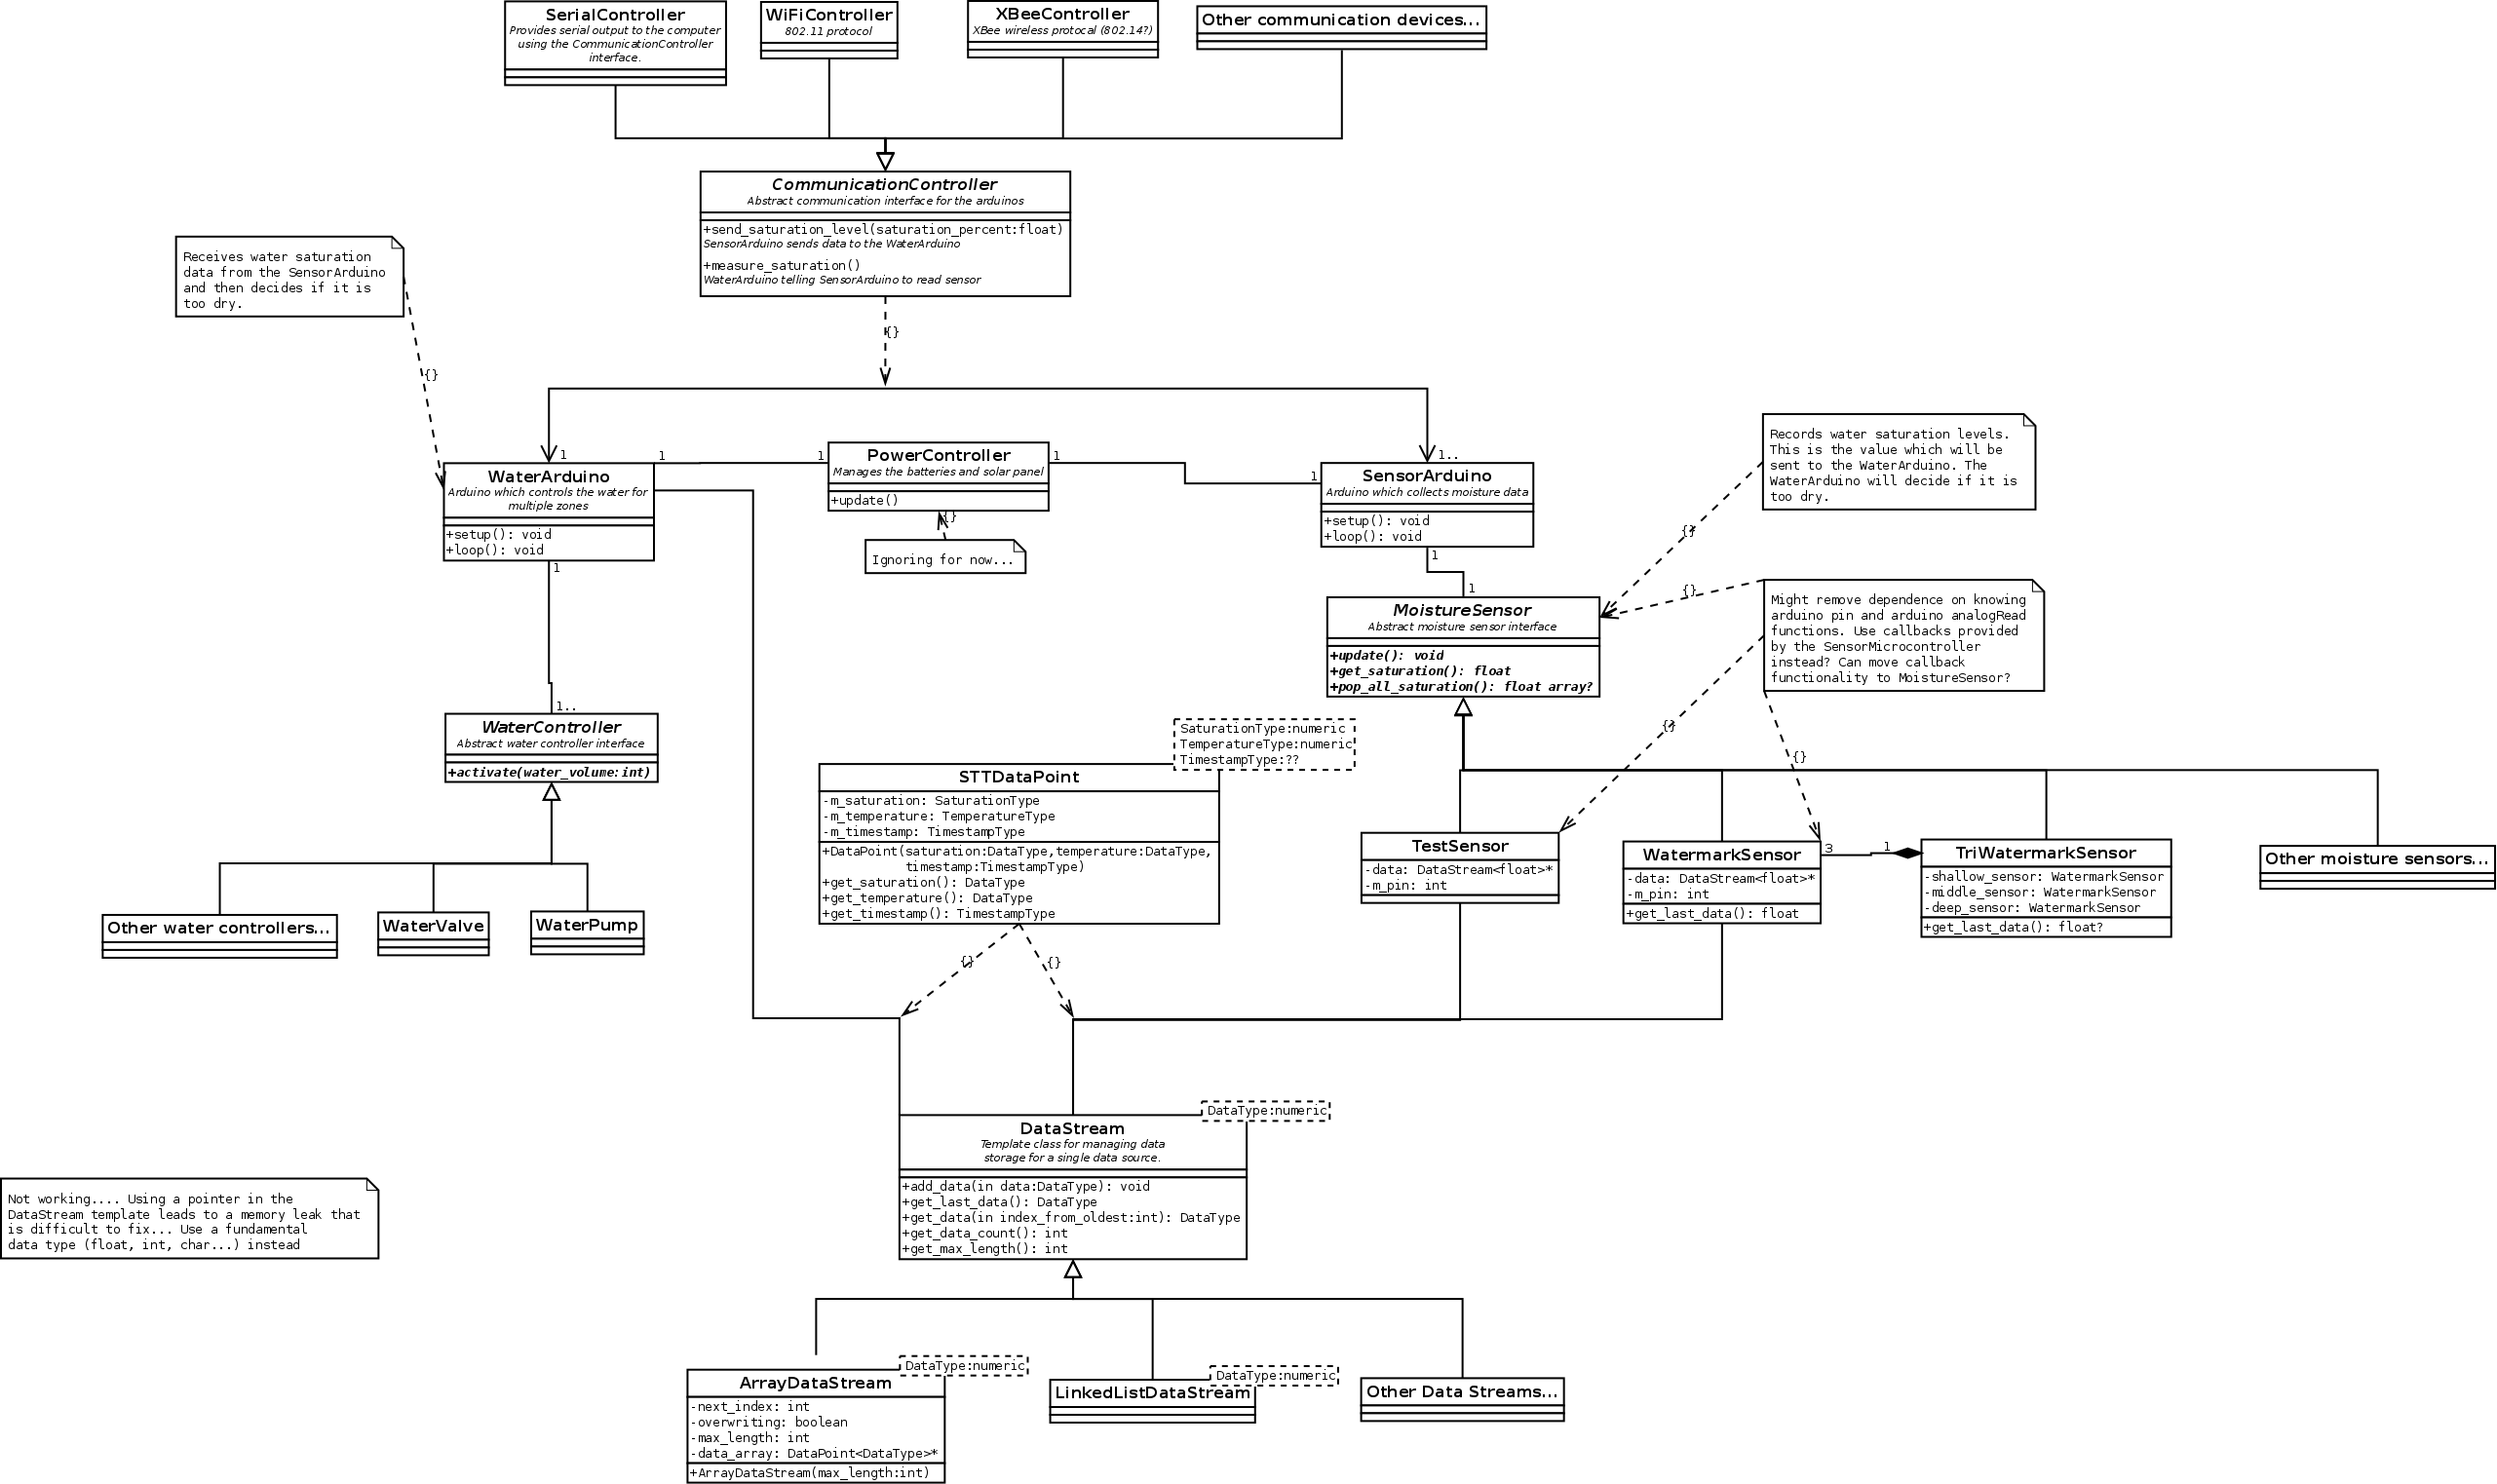 SerialController
Provides serial output to the computer
using the CommunicationController
interface.
WiFiController
802.11 protocol
XBeeController
XBee wireless protocal (802.14?)
Other communication devices...
CommunicationController
Abstract communication interface for the arduinos
+send_saturation_level(saturation_percent:float)
SensorArduino sends data to the WaterArduino
+measure_saturation()
WaterArduino telling SensorArduino to read sensor
{}
Receives water saturation
data from the SensorArduino
and then decides if it is
too dry.
{}
1
1
1
WaterArduino
Arduino which controls the water for
multiple zones
+setup(): void
+loop(): void
1
PowerController
Manages the batteries and solar panel
+update()
{}
Ignoring for now...
1
1..
1
SensorArduino
Arduino which collects moisture data
+setup(): void
+loop(): void
1
1
Records water saturation levels.
This is the value which will be
sent to the WaterArduino. The
WaterArduino will decide if it is
too dry.
{}
{}
Might remove dependence on knowing
arduino pin and arduino analogRead
functions. Use callbacks provided
by the SensorMicrocontroller
instead? Can move callback
functionality to MoistureSensor?
{}
{}
MoistureSensor
Abstract moisture sensor interface
+update(): void
+get_saturation(): float
+pop_all_saturation(): float array?
1..
WaterController
Abstract water controller interface
+activate(water_volume:int)
Other water controllers...
WaterValve
WaterPump
SaturationType:numeric
TemperatureType:numeric
TimestampType:??
STTDataPoint
-m_saturation: SaturationType
-m_temperature: TemperatureType
-m_timestamp: TimestampType
+DataPoint(saturation:DataType,temperature:DataType,
timestamp:TimestampType)
+get_saturation(): DataType
+get_temperature(): DataType
+get_timestamp(): TimestampType
{}
{}
TestSensor
-data: DataStream<float>*
-m_pin: int
WatermarkSensor
-data: DataStream<float>*
-m_pin: int
+get_last_data(): float
3
1
TriWatermarkSensor
-shallow_sensor: WatermarkSensor
-middle_sensor: WatermarkSensor
-deep_sensor: WatermarkSensor
+get_last_data(): float?
Other moisture sensors...
DataType:numeric
DataStream
Template class for managing data
storage for a single data source.
+add_data(in data:DataType): void
+get_last_data(): DataType
+get_data(in index_from_oldest:int): DataType
+get_data_count(): int
+get_max_length(): int
Not working.... Using a pointer in the
DataStream template leads to a memory leak that
is difficult to fix... Use a fundamental
data type (float, int, char...) instead
DataType:numeric
ArrayDataStream
-next_index: int
-overwriting: boolean
-max_length: int
-data_array: DataPoint<DataType>*
+ArrayDataStream(max_length:int)
DataType:numeric
LinkedListDataStream
Other Data Streams...